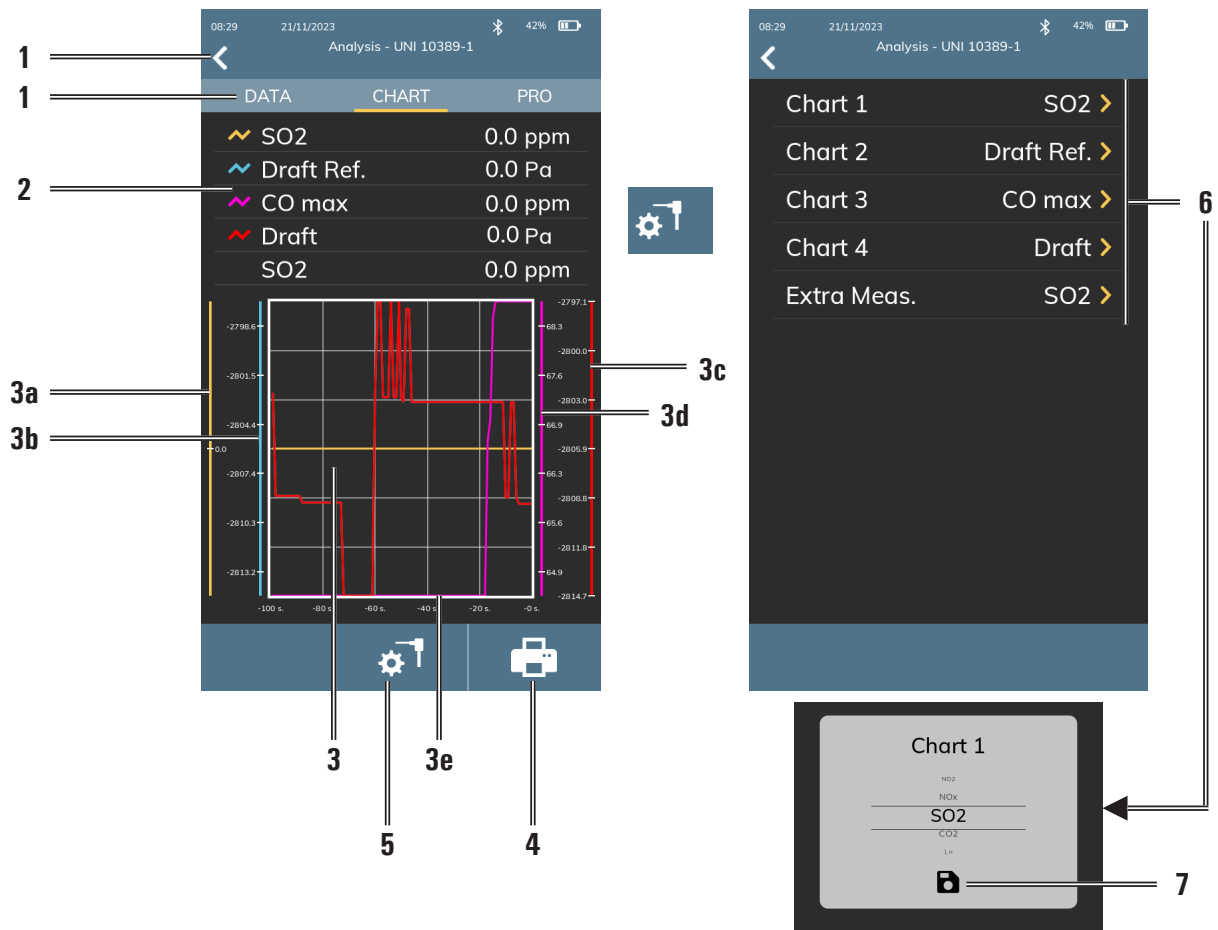 08:29 21/11/2023 42%
Analysis - UNI 10389-1
DATA CHART PRO
SO2 0.0 ppm
Draft Ref. 0.0 Pa
CO max 0.0 ppm
Draft 0.0 Pa
SO2 0.0 ppm
-2797.1
-2798.6 68.3
-2800.0
-2801.5 67.6
-2803.0
-2804.4 66.9
0.0 -2805.9
-2807.4 66.3
-2808.8
-2810.3 65.6
-2811.8
-2813.2 64.9
-2814.7
-100 s. -80 s -60 s. -40 s -20 s. -0 s.
1
1
2
3a
3b
3c
3d
3
3e
5
4
08:29 21/11/2023 42%
Analysis - UNI 10389-1
Chart 1 SO2
Chart 2 Draft Ref.
Chart 3 CO max
Chart 4 Draft
Extra Meas. SO2
6
Chart 1
NO2
NOx
SO2
CO2
7